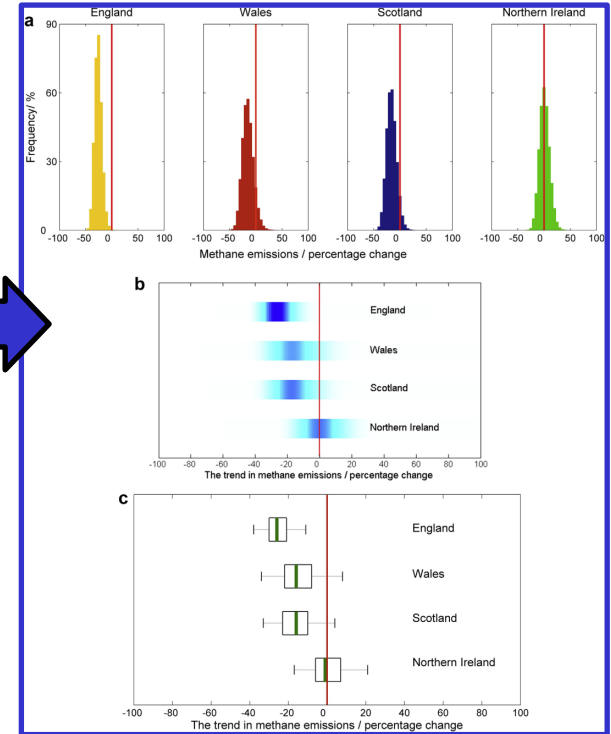 a
England Wales Scotland Northern Ireland
Frequency/ %
90
60
30
0
-100 -50 0 50 100 -100 -50 0 50 100 -100 -50 0 50 100 -100 -50 0 50 100
Methane emissions / percentage change
b
England
Wales
Scotland
Northern Ireland
-100 -80 -60 -40 -20 0 20 40 60 80 100
The trend in methane emissions / percentage change
c
England
Wales
Scotland
Northern Ireland
-100 -80 -60 -40 -20 0 20 40 60 80 100
The trend in methane emissions / percentage change